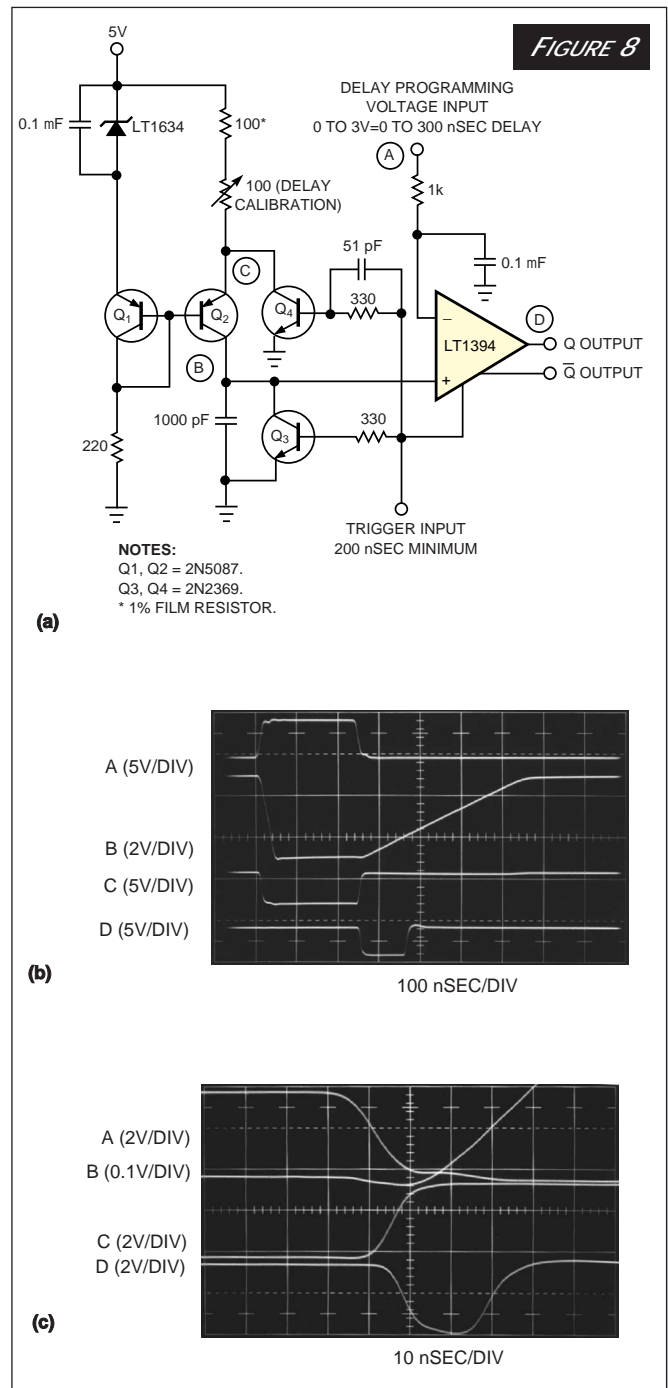 FIGURE 8
5V
0.1 mF
LT1634
100*
100 (DELAY
CALIBRATION)
DELAY PROGRAMMING
VOLTAGE INPUT
0 TO 3V=0 TO 300 nSEC DELAY
A
1k
0.1 mF
51 pF
330
C
Q1
Q2
Q4
B
–
LT1394
+
D
Q OUTPUT
Q̅ OUTPUT
1000 pF
Q3
330
220
TRIGGER INPUT
200 nSEC MINIMUM
NOTES:
Q1, Q2 = 2N5087.
Q3, Q4 = 2N2369.
* 1% FILM RESISTOR.
(a)
A (5V/DIV)
B (2V/DIV)
C (5V/DIV)
D (5V/DIV)
(b)
100 nSEC/DIV
A (2V/DIV)
B (0.1V/DIV)
C (2V/DIV)
D (2V/DIV)
(c)
10 nSEC/DIV